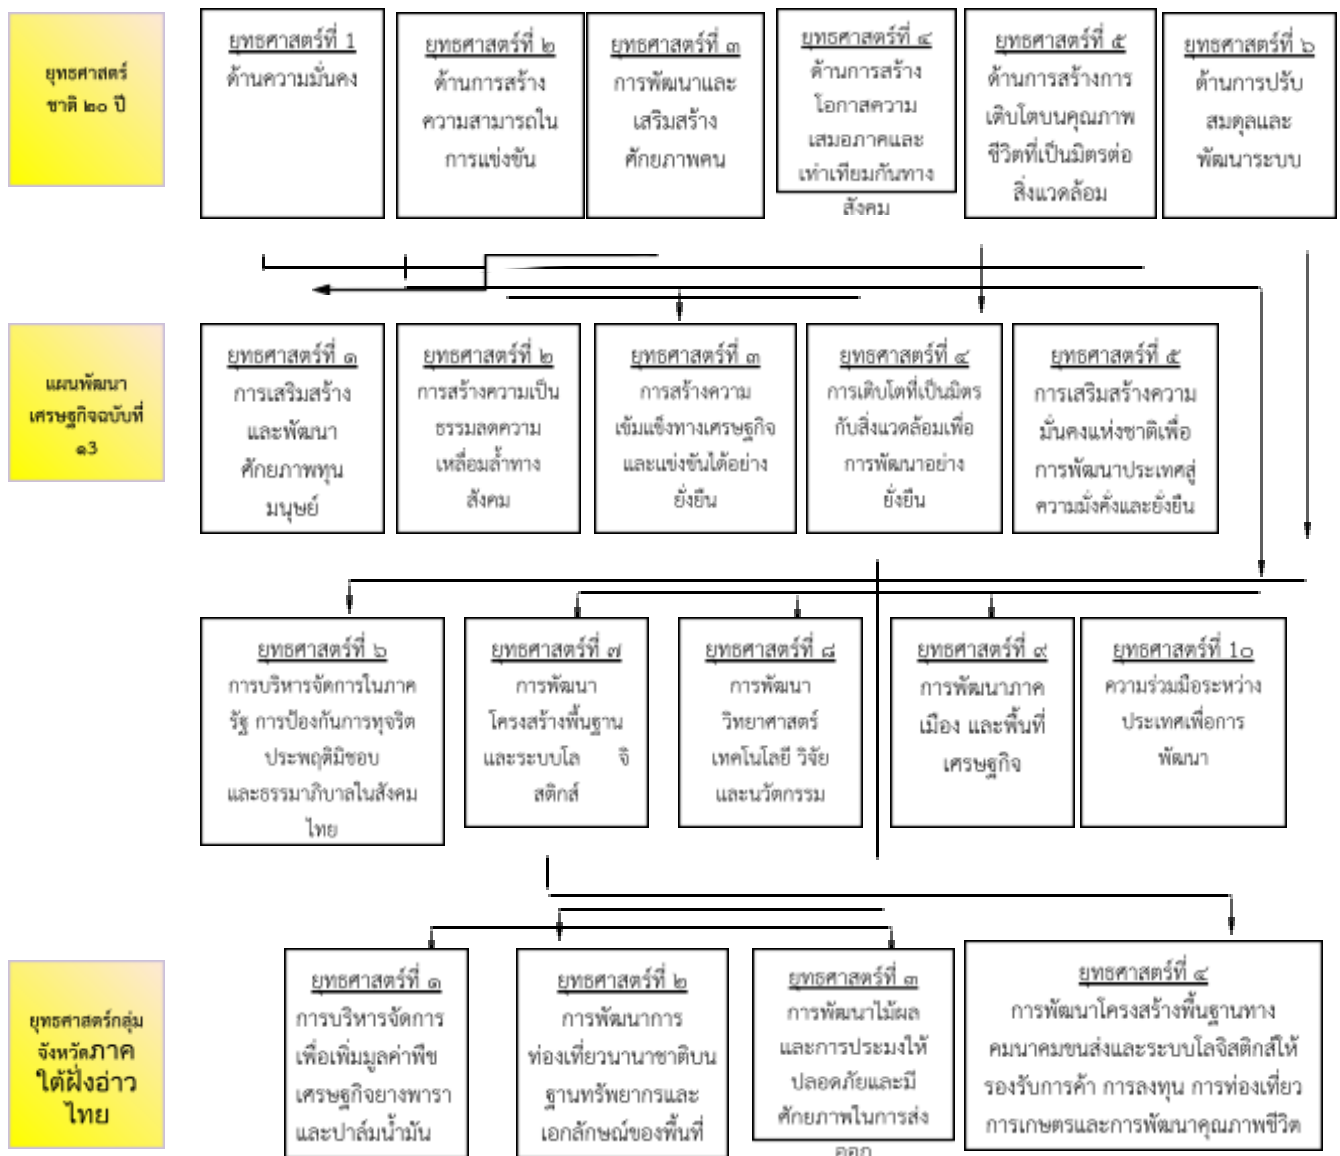 ยุทธศาสตร์
ชาติ ๒๐ ปี
ยุทธศาสตร์ที่ 1
ด้านความมั่นคง
ยุทธศาสตร์ที่ ๒
ด้านการสร้าง
ความสามารถใน
การแข่งขัน
ยุทธศาสตร์ที่ ๓
การพัฒนาและ
เสริมสร้าง
ศักยภาพคน
ยุทธศาสตร์ที่ ๔
ด้านการสร้าง
โอกาสความ
เสมอภาคและ
เท่าเทียมกันทาง
สังคม
ยุทธศาสตร์ที่ ๕
ด้านการสร้างการ
เติบโตบนคุณภาพ
ชีวิตที่เป็นมิตรต่อ
สิ่งแวดล้อม
ยุทธศาสตร์ที่ ๖
ด้านการปรับ
สมดุลและ
พัฒนาระบบ
แผนพัฒนา
เศรษฐกิจฉบับที่
๑3
ยุทธศาสตร์ที่ ๑
การเสริมสร้าง
และพัฒนา
ศักยภาพทุน
มนุษย์
ยุทธศาสตร์ที่ ๒
การสร้างความเป็น
ธรรมลดความ
เหลื่อมล้ำทาง
สังคม
ยุทธศาสตร์ที่ ๓
การสร้างความ
เข้มแข็งทางเศรษฐกิจ
และแข่งขันได้อย่าง
ยั่งยืน
ยุทธศาสตร์ที่ ๔
การเติบโตที่เป็นมิตร
กับสิ่งแวดล้อมเพื่อ
การพัฒนาอย่าง
ยั่งยืน
ยุทธศาสตร์ที่ ๕
การเสริมสร้างความ
มั่นคงแห่งชาติเพื่อ
การพัฒนาประเทศสู่
ความมั่งคั่งและยั่งยืน
ยุทธศาสตร์ที่ ๖
การบริหารจัดการในภาค
รัฐ การป้องกันการทุจริต
ประพฤติมิชอบ
และธรรมาภิบาลในสังคม
ไทย
ยุทธศาสตร์ที่ ๗
การพัฒนา
โครงสร้างพื้นฐาน
และระบบโล จิ
สติกส์
ยุทธศาสตร์ที่ ๘
การพัฒนา
วิทยาศาสตร์
เทคโนโลยี วิจัย
และนวัตกรรม
ยุทธศาสตร์ที่ ๙
การพัฒนาภาค
เมือง และพื้นที่
เศรษฐกิจ
ยุทธศาสตร์ที่ 1๐
ความร่วมมือระหว่าง
ประเทศเพื่อการ
พัฒนา
ยุทธศาสตร์กลุ่ม
จังหวัดภาค
ใต้ฝั่งอ่าว
ไทย
ยุทธศาสตร์ที่ ๑
การบริหารจัดการ
เพื่อเพิ่มมูลค่าพืช
เศรษฐกิจยางพารา
และปาล์มน้ำมัน
ยุทธศาสตร์ที่ ๒
การพัฒนาการ
ท่องเที่ยวนานาชาติบน
ฐานทรัพยากรและ
เอกลักษณ์ของพื้นที่
ยุทธศาสตร์ที่ ๓
การพัฒนาไม้ผล
และการประมงให้
ปลอดภัยและมี
ศักยภาพในการส่ง
ออก
ยุทธศาสตร์ที่ ๔
การพัฒนาโครงสร้างพื้นฐานทาง
คมนาคมขนส่งและระบบโลจิสติกส์ให้
รองรับการค้า การลงทุน การท่องเที่ยว
การเกษตรและการพัฒนาคุณภาพชีวิต